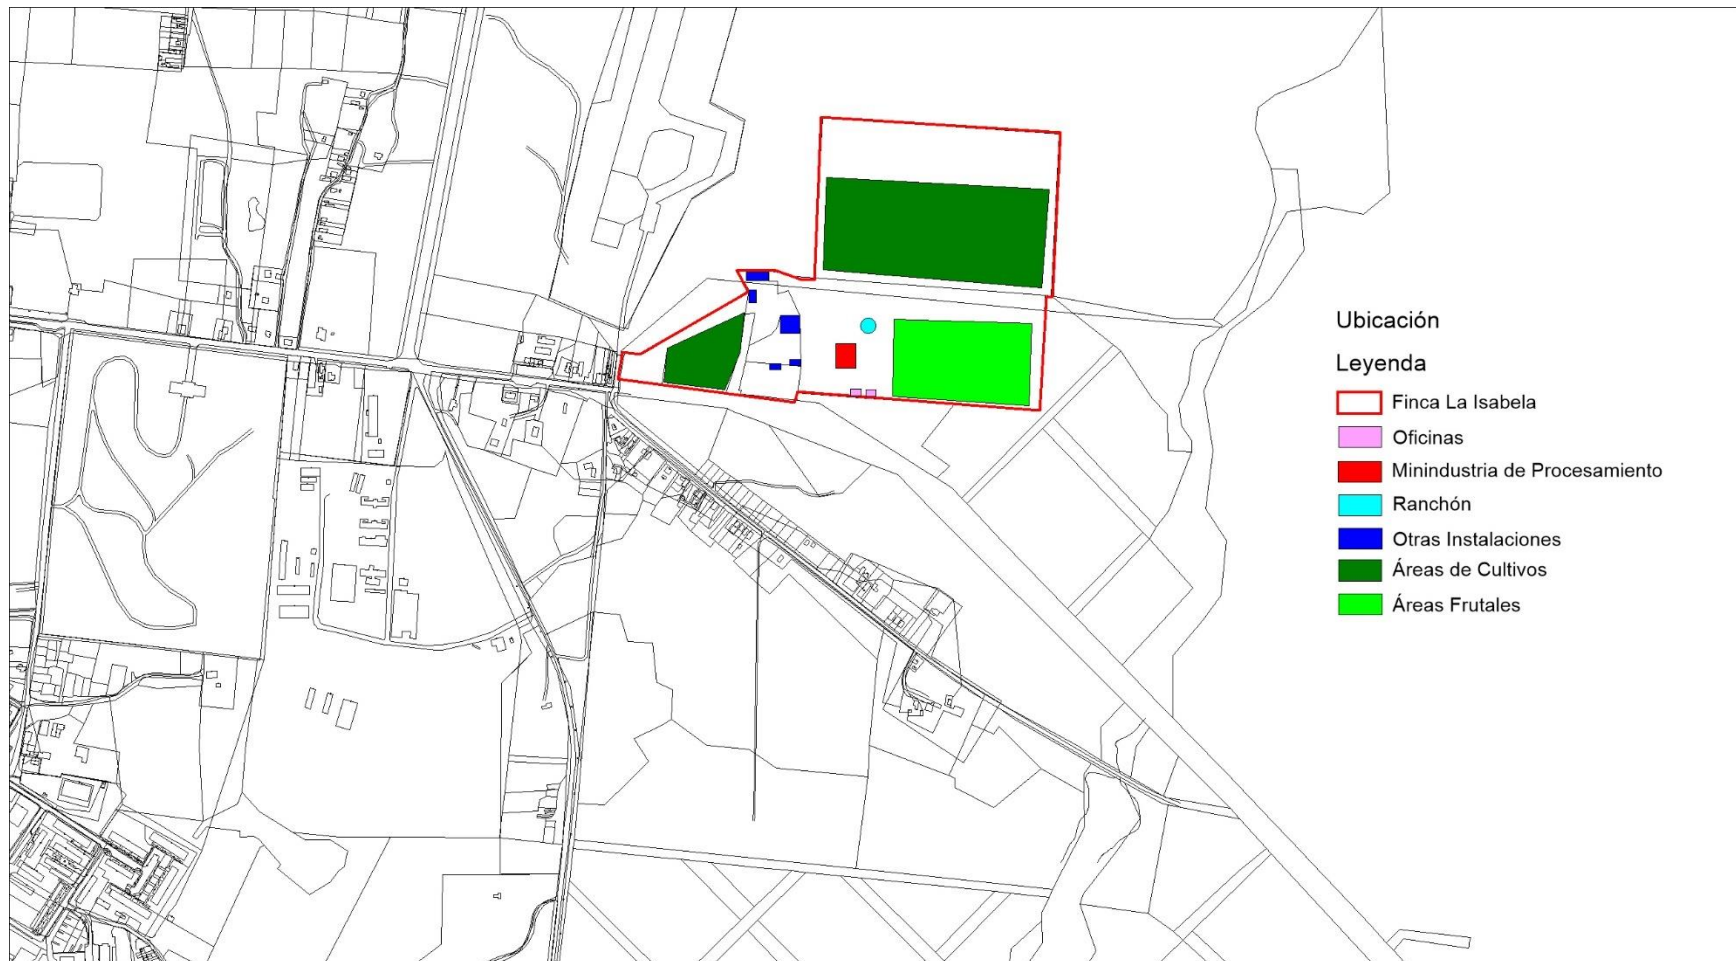 Ubicación
Leyenda
Finca La Isabela
Oficinas
Minindustria de Procesamiento
Ranchón
Otras Instalaciones
Áreas de Cultivos
Áreas Frutales